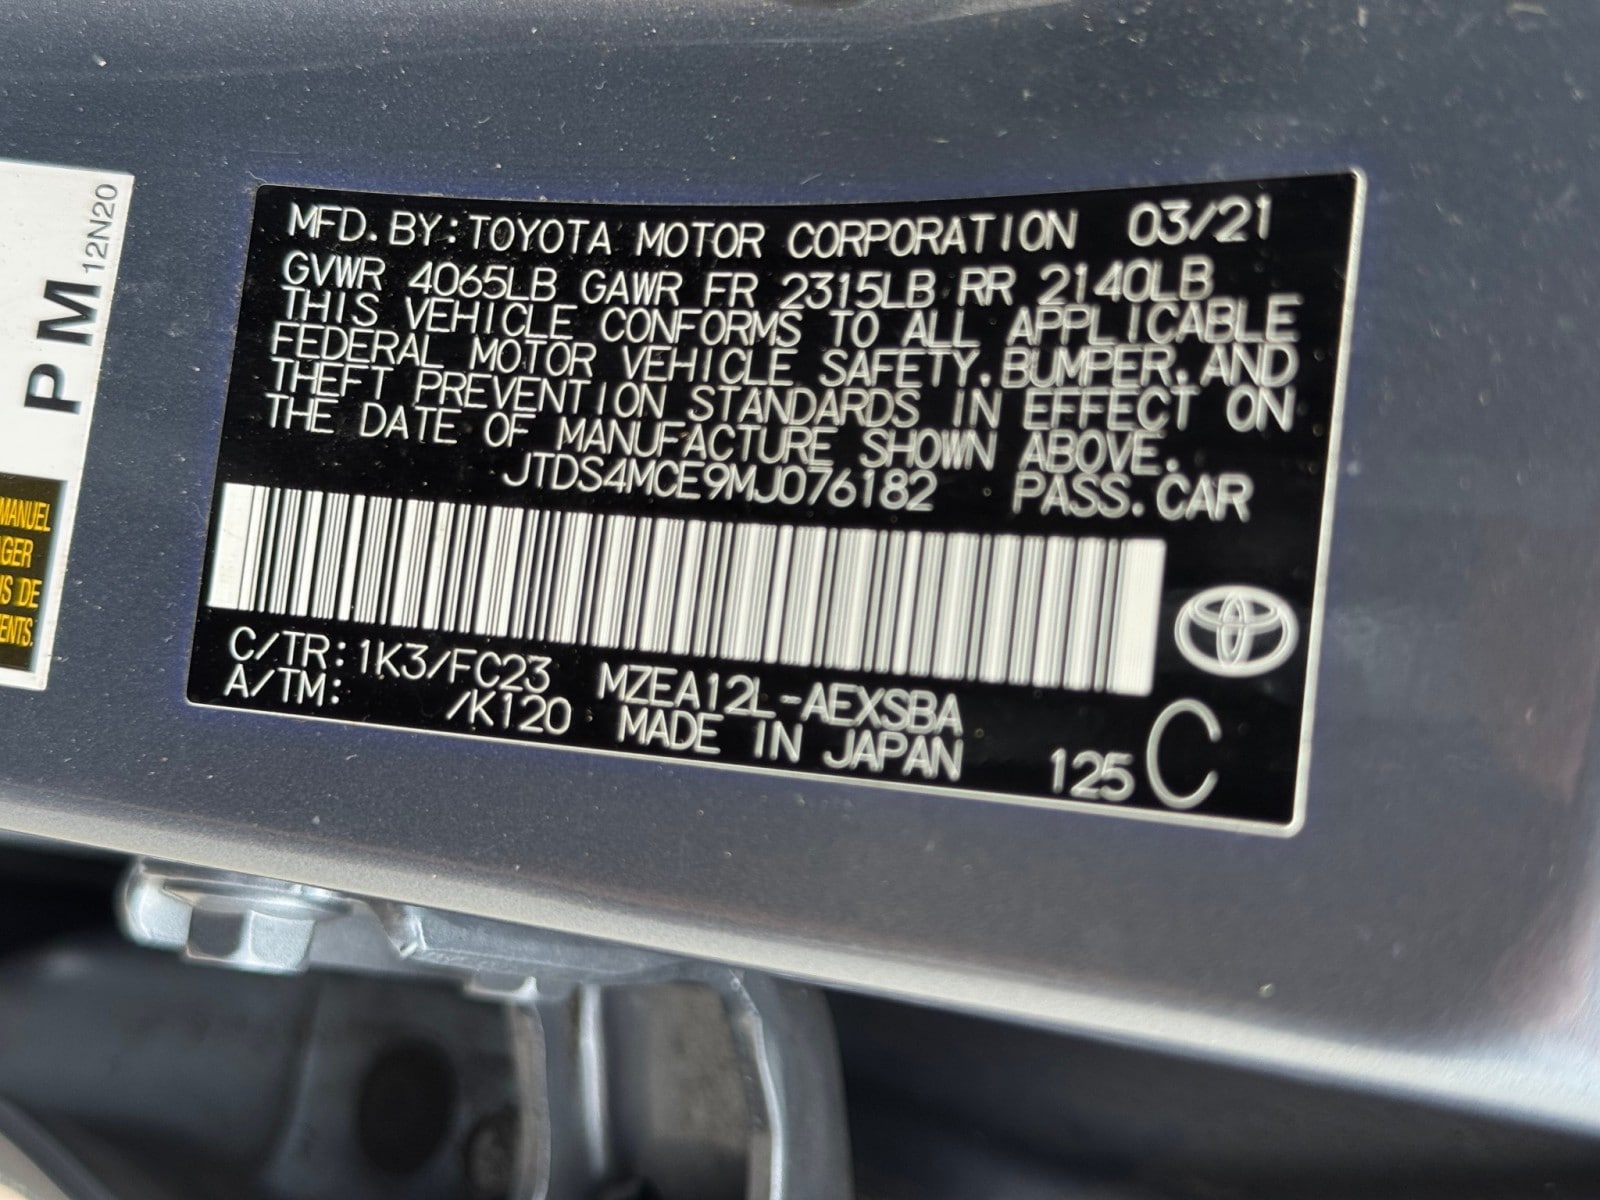 MFD. BY: TOYOTA MOTOR CORPORATION 03/21
GVWR 4065LB GAWR FR 2315LB RR 2140LB
THIS VEHICLE CONFORMS TO ALL APPLICABLE
FEDERAL MOTOR VEHICLE SAFETY, BUMPER, AND
THEFT PREVENTION STANDARDS IN EFFECT ON
THE DATE OF MANUFACTURE SHOWN ABOVE.
JTDS4MCE9MJ076182 PASS. CAR
C/TR: 1K3/FC23 MZEA12L-AEXSBA
A/TM: /K120 MADE IN JAPAN 125 C
PM 12N20
MANUEL
GER
S DE
ENTS.